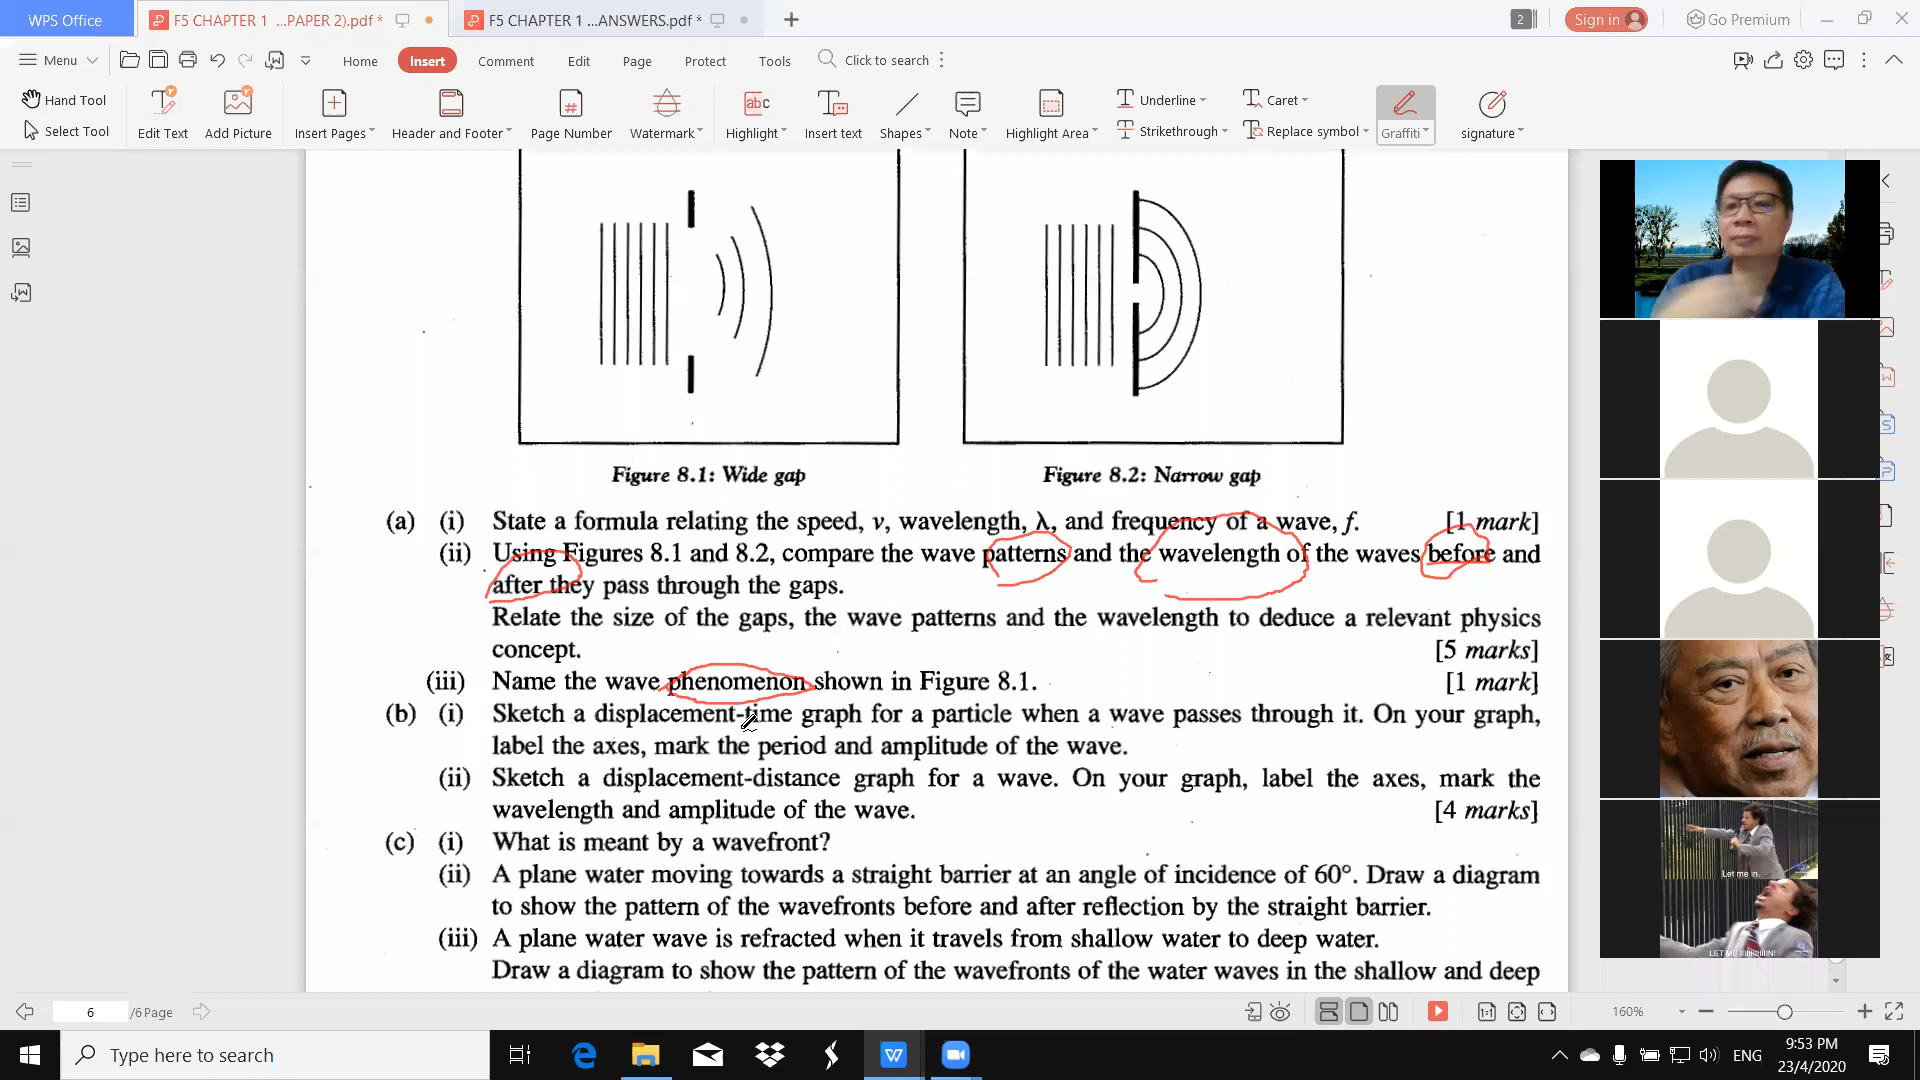 WPS Office
F5 CHAPTER 1 ...PAPER 2).pdf *
F5 CHAPTER 1 ...ANSWERS.pdf *
2
Sign in
Go Premium
Menu
Home
Insert
Comment
Edit
Page
Protect
Tools
Click to search
Hand Tool
Select Tool
Edit Text
Add Picture
Insert Pages
Header and Footer
Page Number
Watermark
Highlight
Insert text
Shapes
Note
Highlight Area
Underline
Strikethrough
Caret
Replace symbol
Graffiti
signature
Figure 8.1: Wide gap
Figure 8.2: Narrow gap
(a) (i) State a formula relating the speed, v, wavelength, λ, and frequency of a wave, f. [1 mark]
(ii) Using Figures 8.1 and 8.2, compare the wave patterns and the wavelength of the waves before and
after they pass through the gaps.
Relate the size of the gaps, the wave patterns and the wavelength to deduce a relevant physics
concept. [5 marks]
(iii) Name the wave phenomenon shown in Figure 8.1. [1 mark]
(b) (i) Sketch a displacement-time graph for a particle when a wave passes through it. On your graph,
label the axes, mark the period and amplitude of the wave.
(ii) Sketch a displacement-distance graph for a wave. On your graph, label the axes, mark the
wavelength and amplitude of the wave. [4 marks]
(c) (i) What is meant by a wavefront?
(ii) A plane water moving towards a straight barrier at an angle of incidence of 60°. Draw a diagram
to show the pattern of the wavefronts before and after reflection by the straight barrier.
(iii) A plane water wave is refracted when it travels from shallow water to deep water.
Draw a diagram to show the pattern of the wavefronts of the water waves in the shallow and deep
Let me in.
6 /6 Page
160%
Type here to search
ENG
9:53 PM
23/4/2020